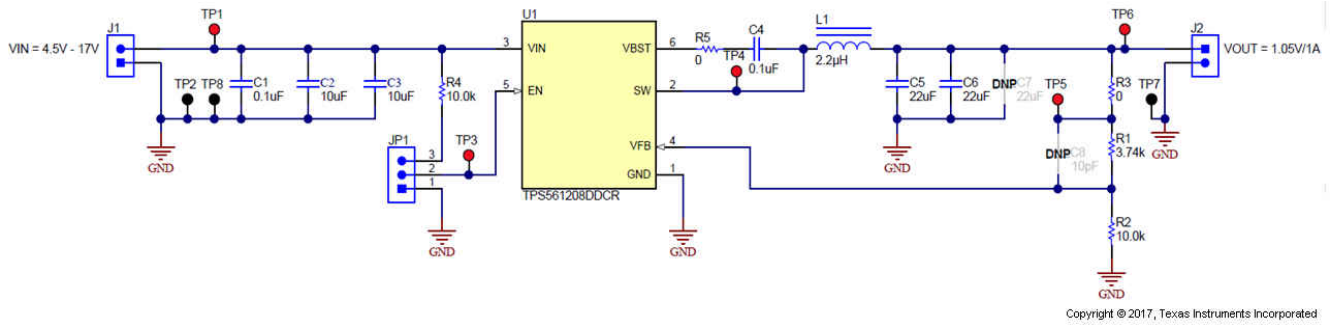 J1
VIN = 4.5V - 17V
TP1
TP2
TP8
C1
0.1uF
C2
10uF
C3
10uF
GND
R4
10.0k
JP1
3
2
1
TP3
GND
U1
3
VIN
5
EN
VBST
6
SW
2
VFB
4
GND
1
TPS561208DDCR
GND
R5
0
C4
0.1uF
TP4
L1
2.2µH
C5
22uF
C6
22uF
DNP
C7
22uF
GND
TP5
DNP
C8
10pF
R3
0
R1
3.74k
R2
10.0k
GND
TP6
TP7
GND
J2
VOUT = 1.05V/1A
Copyright © 2017, Texas Instruments Incorporated